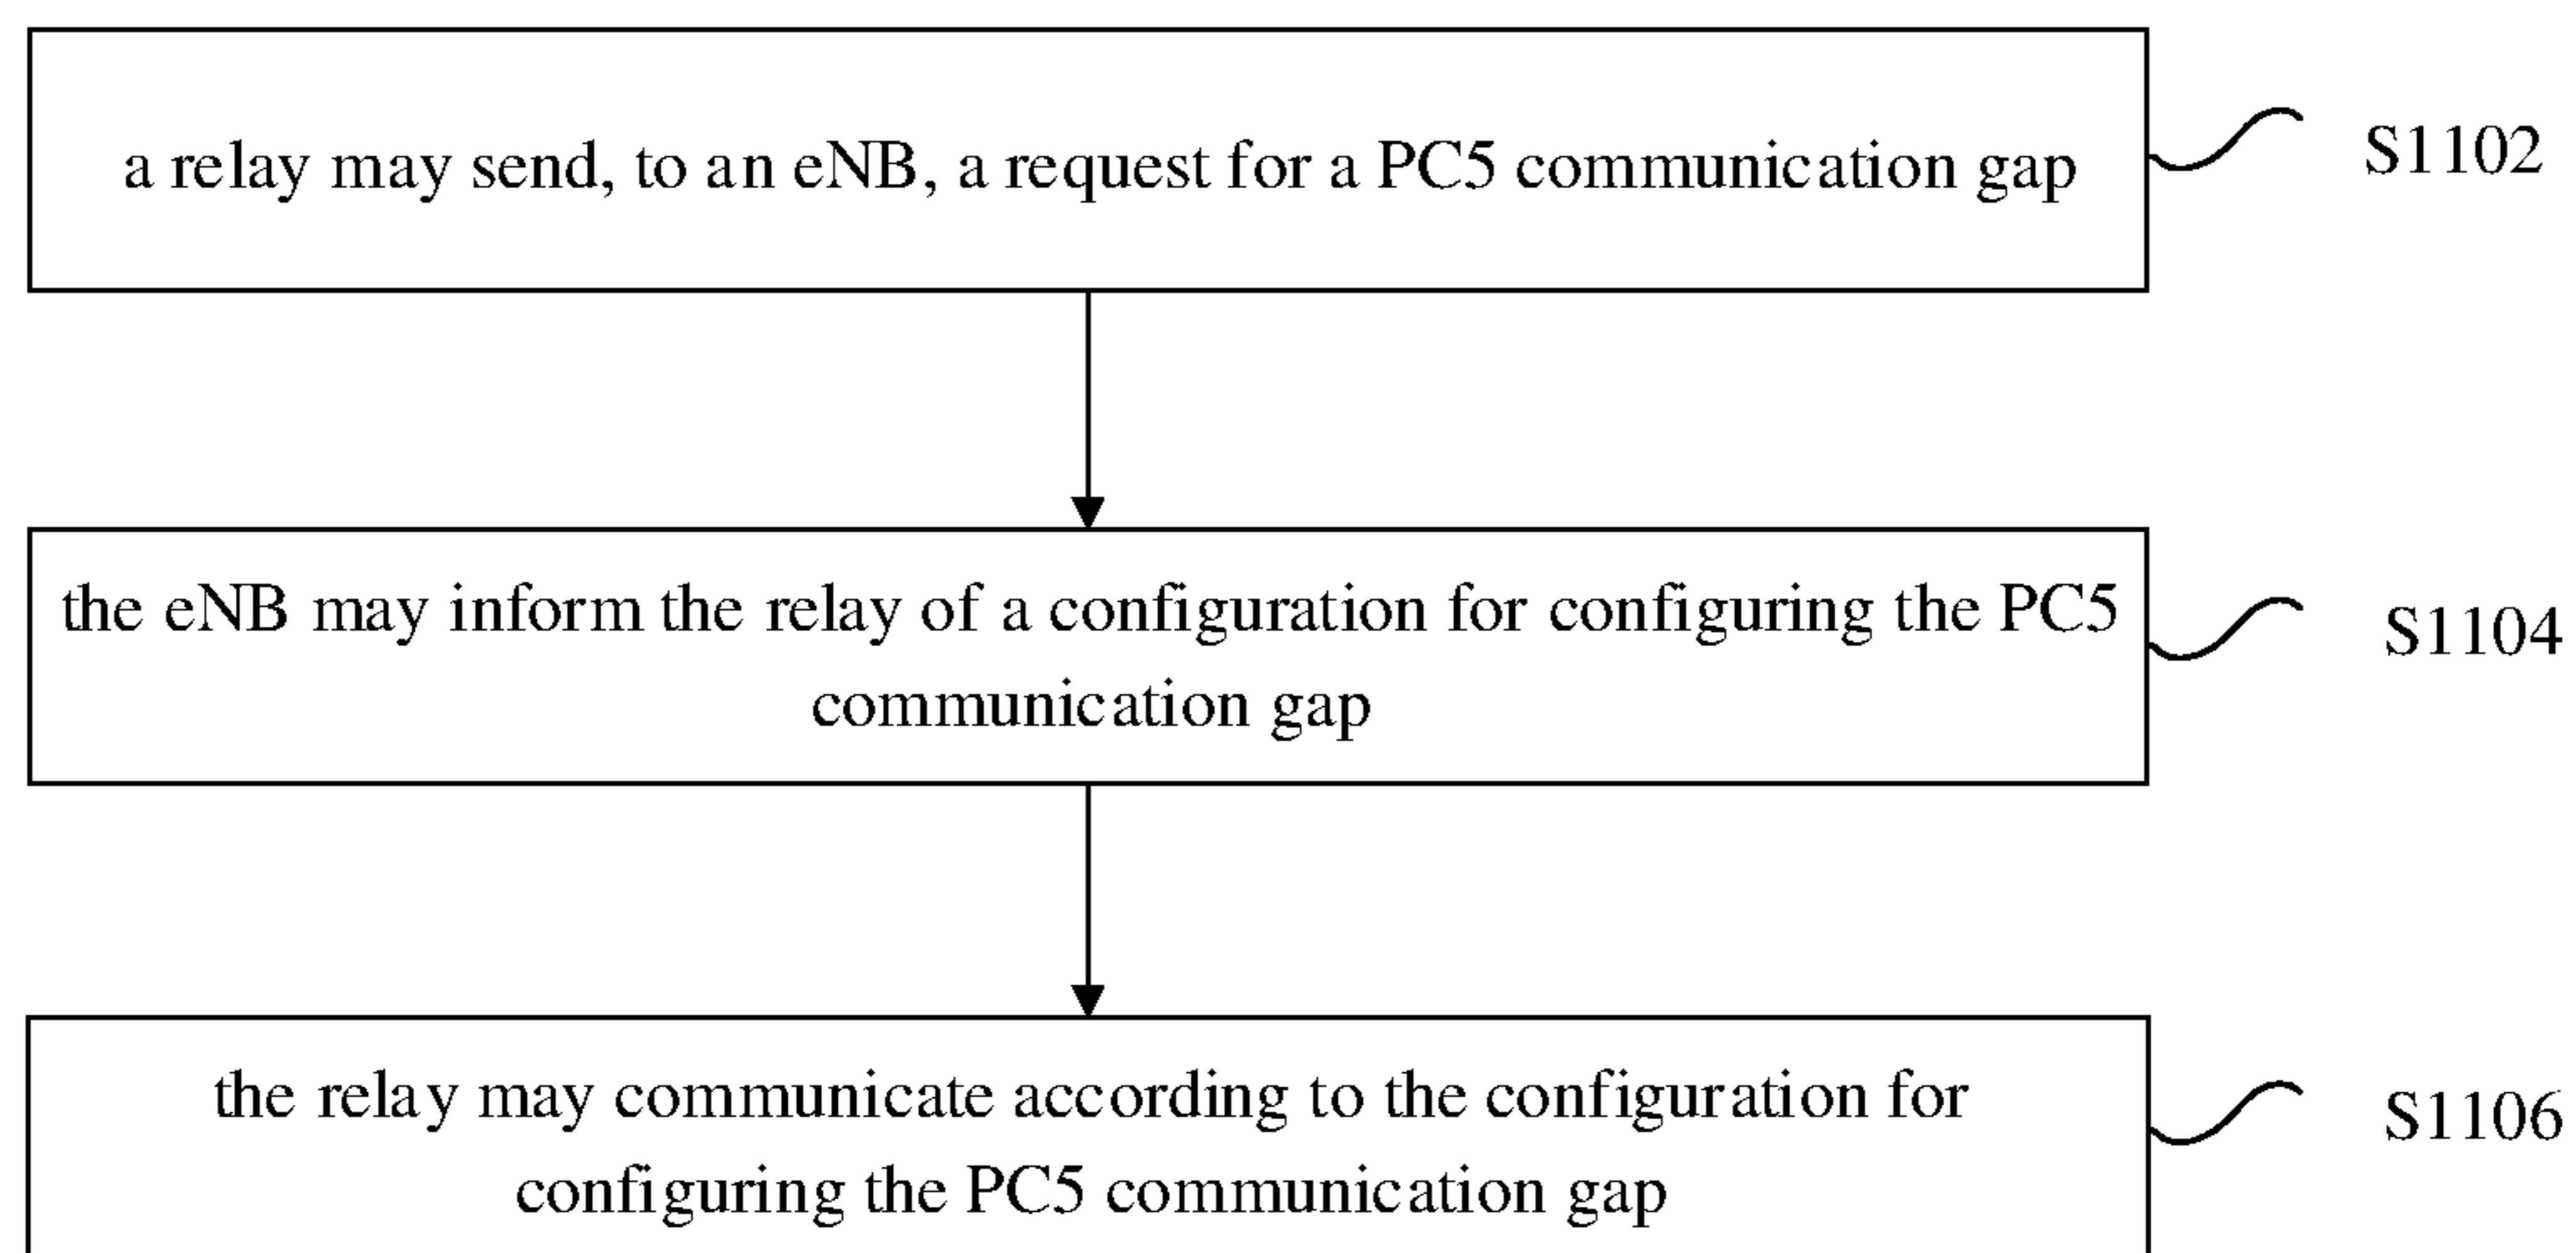 a relay may send, to an eNB, a request for a PC5 communication gap
S1102
the eNB may inform the relay of a configuration for configuring the PC5
communication gap
S1104
the relay may communicate according to the configuration for
configuring the PC5 communication gap
S1106